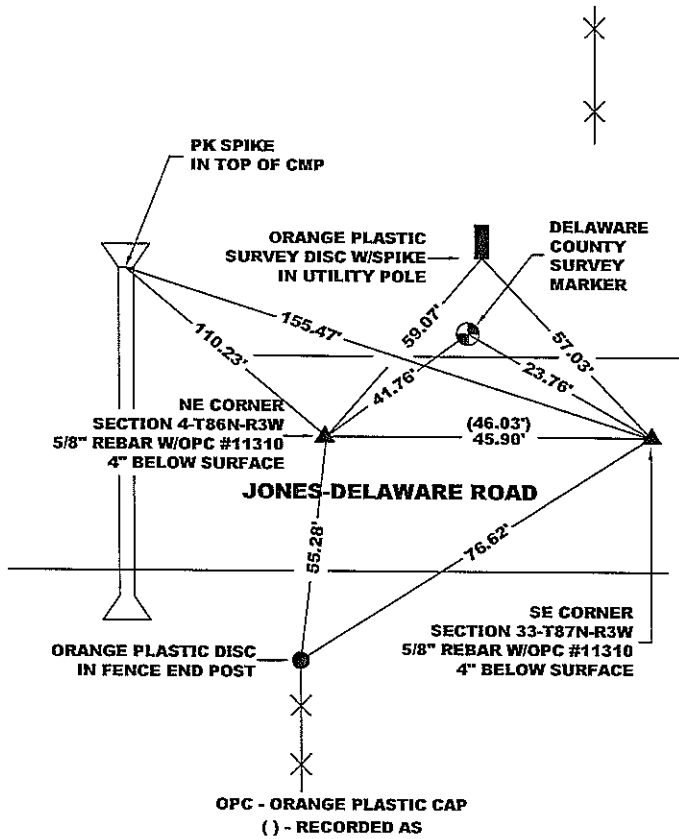 PK SPIKE
IN TOP OF CMP
ORANGE PLASTIC
SURVEY DISC W/SPIKE
IN UTILITY POLE
DELAWARE
COUNTY
SURVEY
MARKER
110.23'
155.47'
59.07'
41.76'
57.03'
23.76'
NE CORNER
SECTION 4-T86N-R3W
5/8" REBAR W/OPC #11310
4" BELOW SURFACE
(46.03')
45.90'
JONES-DELAWARE ROAD
55.28'
76.62'
SE CORNER
SECTION 33-T87N-R3W
5/8" REBAR W/OPC #11310
4" BELOW SURFACE
ORANGE PLASTIC DISC
IN FENCE END POST
OPC - ORANGE PLASTIC CAP
( ) - RECORDED AS